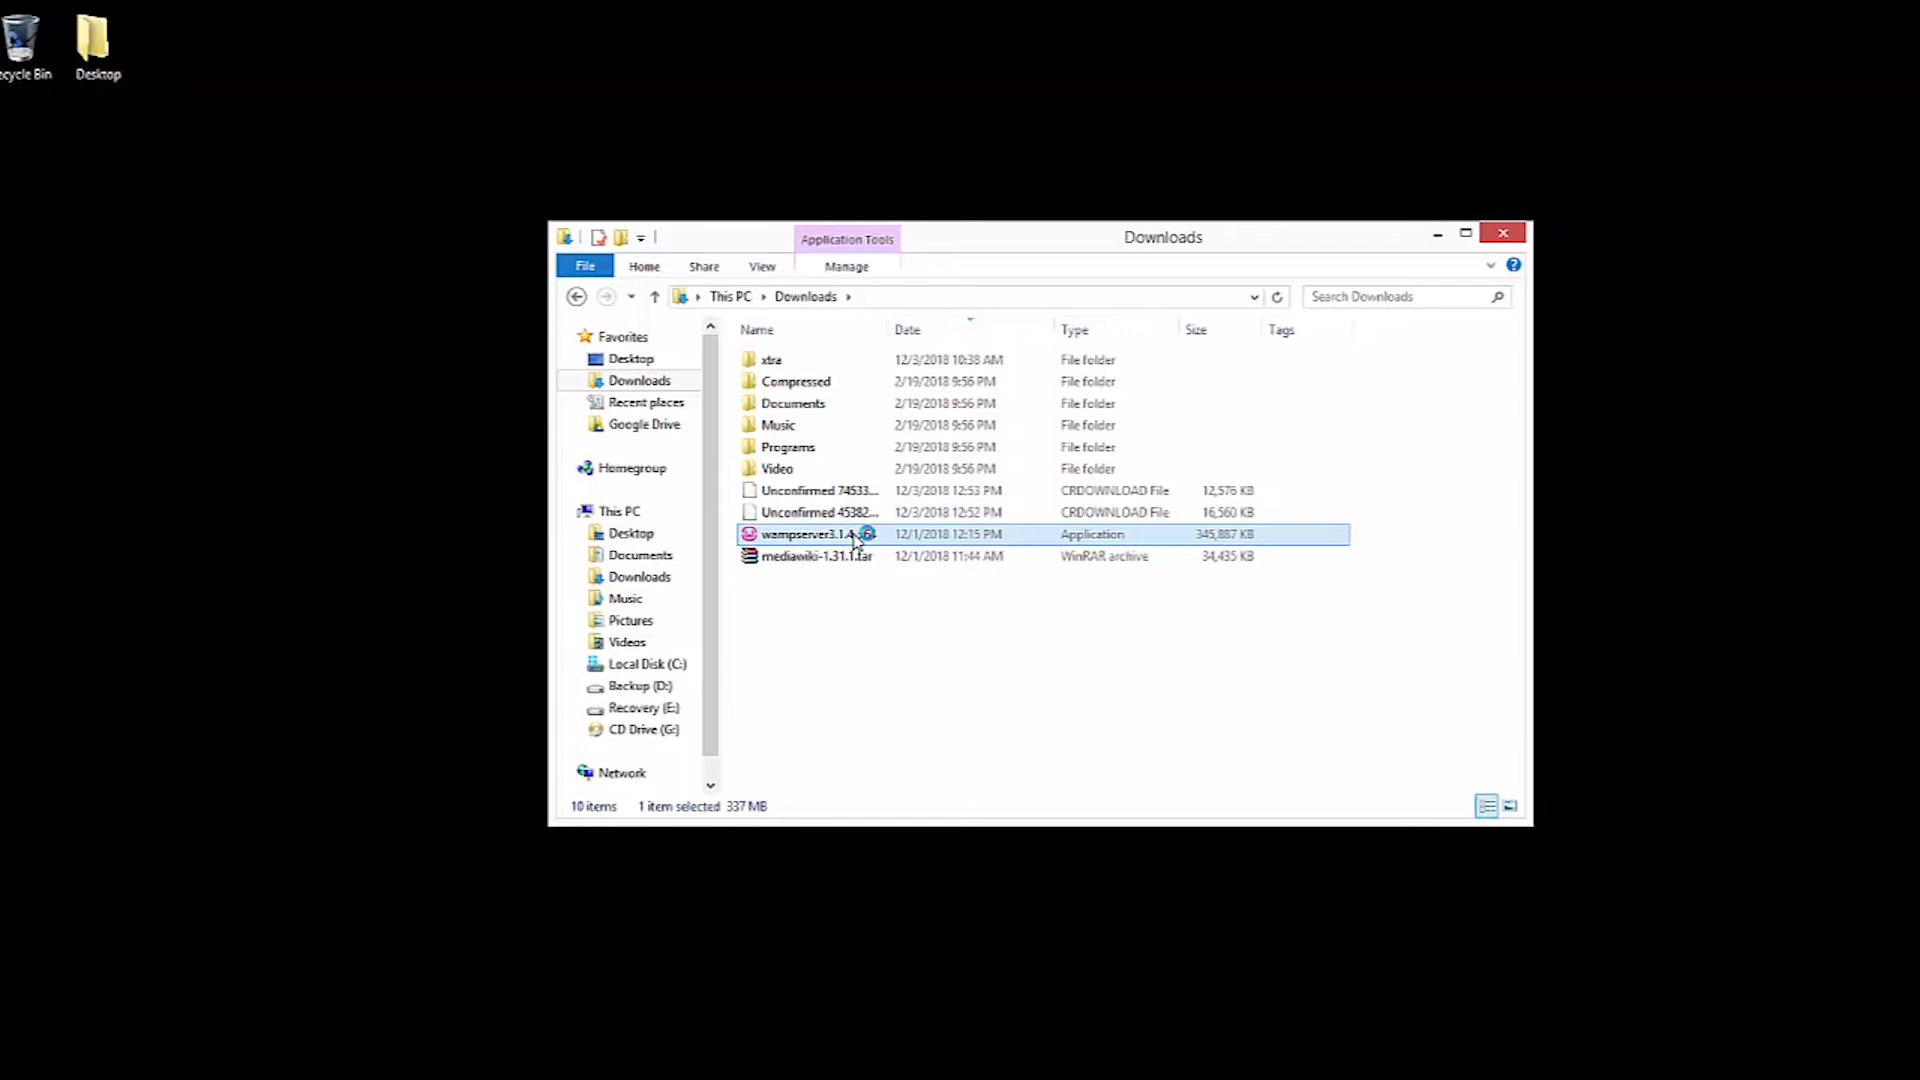 ecycle Bin
Desktop
Application Tools
Downloads
File Home Share View Manage
This PC Downloads
Search Downloads
Name Date Type Size Tags
xtra 12/3/2018 10:38 AM File folder
Compressed 2/19/2018 9:56 PM File folder
Documents 2/19/2018 9:56 PM File folder
Music 2/19/2018 9:56 PM File folder
Programs 2/19/2018 9:56 PM File folder
Video 2/19/2018 9:56 PM File folder
Unconfirmed 74533... 12/3/2018 12:53 PM CRDOWNLOAD File 12,576 KB
Unconfirmed 45382... 12/3/2018 12:52 PM CRDOWNLOAD File 16,560 KB
wampserver3.1.4 12/1/2018 12:15 PM Application 345,887 KB
mediawiki-1.31.1.tar 12/1/2018 11:44 AM WinRAR archive 34,435 KB
Favorites
Desktop
Downloads
Recent places
Google Drive
Homegroup
This PC
Desktop
Documents
Downloads
Music
Pictures
Videos
Local Disk (C:)
Backup (D:)
Recovery (E:)
CD Drive (G:)
Network
10 items 1 item selected 337 MB